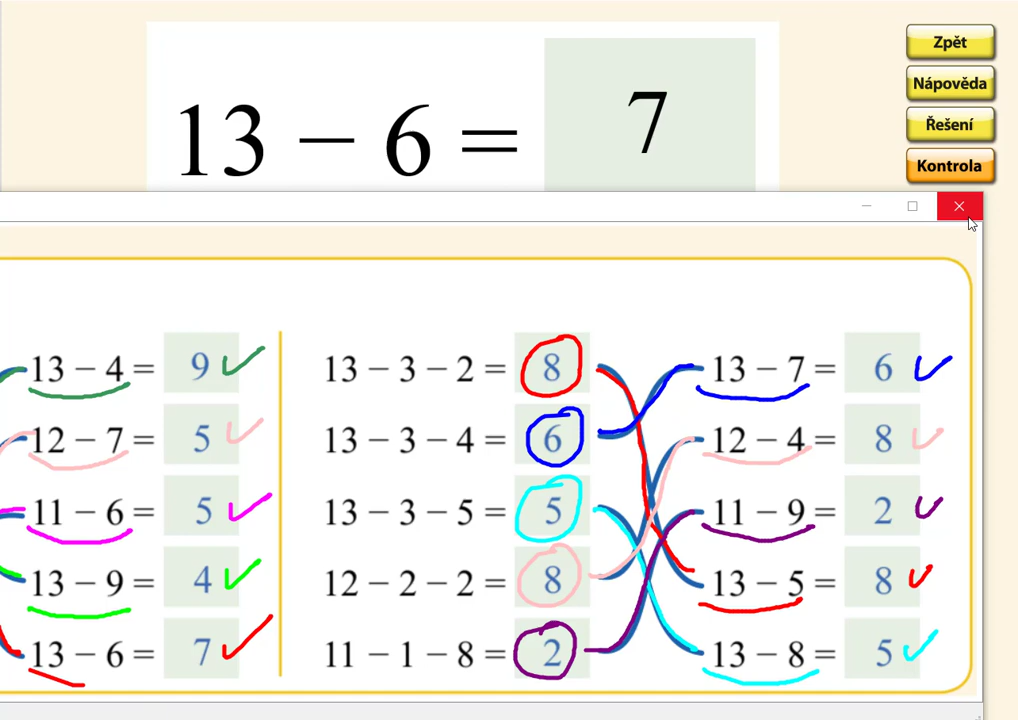 13 − 6 = 7
Zpět
Nápověda
Řešení
Kontrola
13 − 4 = 9
12 − 7 = 5
11 − 6 = 5
13 − 9 = 4
13 − 6 = 7
13 − 3 − 2 = 8
13 − 3 − 4 = 6
13 − 3 − 5 = 5
12 − 2 − 2 = 8
11 − 1 − 8 = 2
13 − 7 = 6
12 − 4 = 8
11 − 9 = 2
13 − 5 = 8
13 − 8 = 5